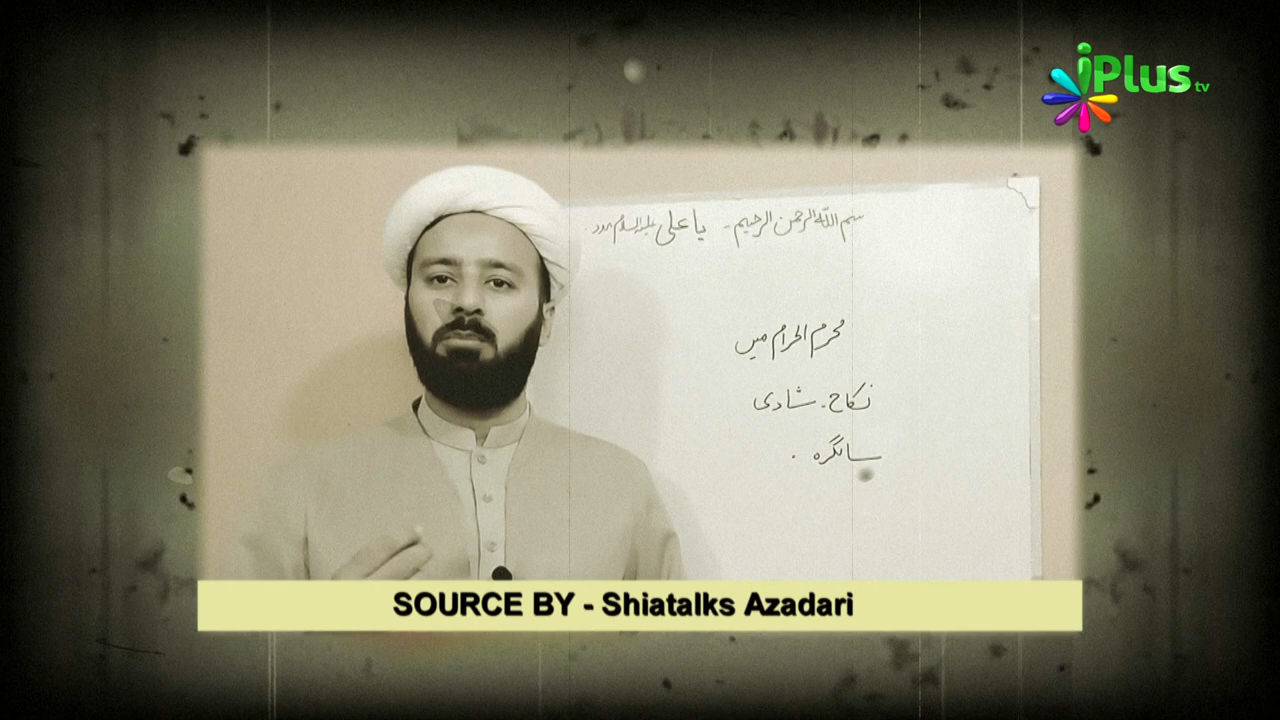 iPlus tv
بسم اللہ الرحمن الرحیم - یا علی علیہ السلام مدد
محرم الحرام میں
نکاح - شادی
سالگرہ
SOURCE BY - Shiatalks Azadari